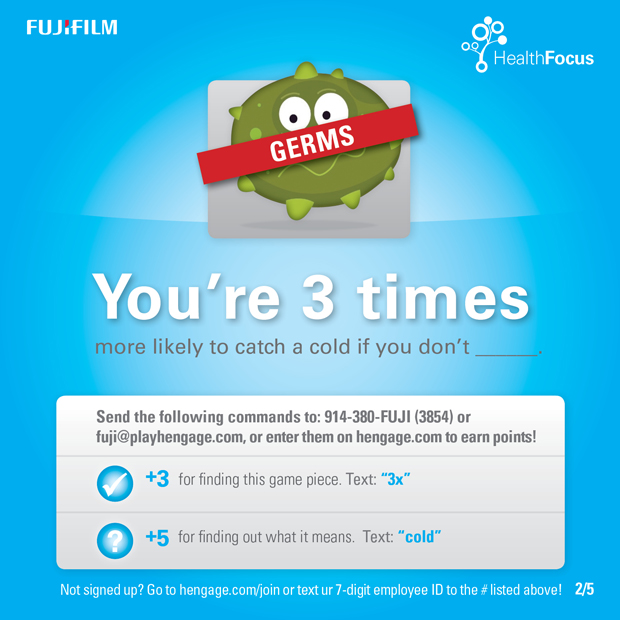 FUJIFILM
HealthFocus
GERMS
You're 3 times
more likely to catch a cold if you don't ______.
Send the following commands to: 914-380-FUJI (3854) or
fuji@playhengage.com, or enter them on hengage.com to earn points!
+3 for finding this game piece. Text: “3x”
? +5 for finding out what it means. Text: “cold”
Not signed up? Go to hengage.com/join or text ur 7-digit employee ID to the # listed above! 2/5